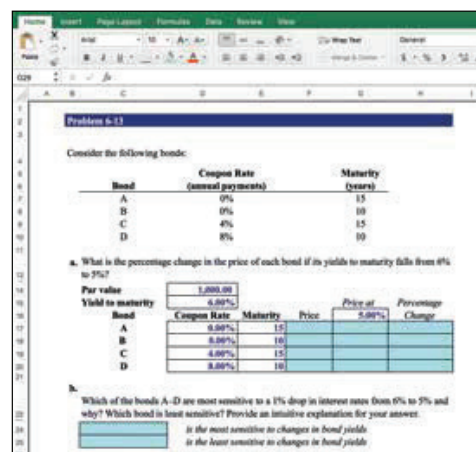 Home Insert Page Layout Formulas Data Review View
Arial 10 A A Wrap Text General
Paste B I U A Merge & Center $ % )
G29 fx
A B C D E F G H I
Problem 6-13
Consider the following bonds:
Coupon Rate Maturity
Bond (annual payments) (years)
A 0% 15
B 0% 10
C 4% 15
D 8% 10
a. What is the percentage change in the price of each bond if its yields to maturity falls from 6%
to 5%?
Par value 1,000.00
Yield to maturity 6.00% Price at Percentage
Bond Coupon Rate Maturity Price 5.00% Change
A 0.00% 15
B 0.00% 10
C 4.00% 15
D 8.00% 10
b.
Which of the bonds A–D are most sensitive to a 1% drop in interest rates from 6% to 5% and
why? Which bond is least sensitive? Provide an intuitive explanation for your answer.
is the most sensitive to changes in bond yields
is the least sensitive to changes in bond yields